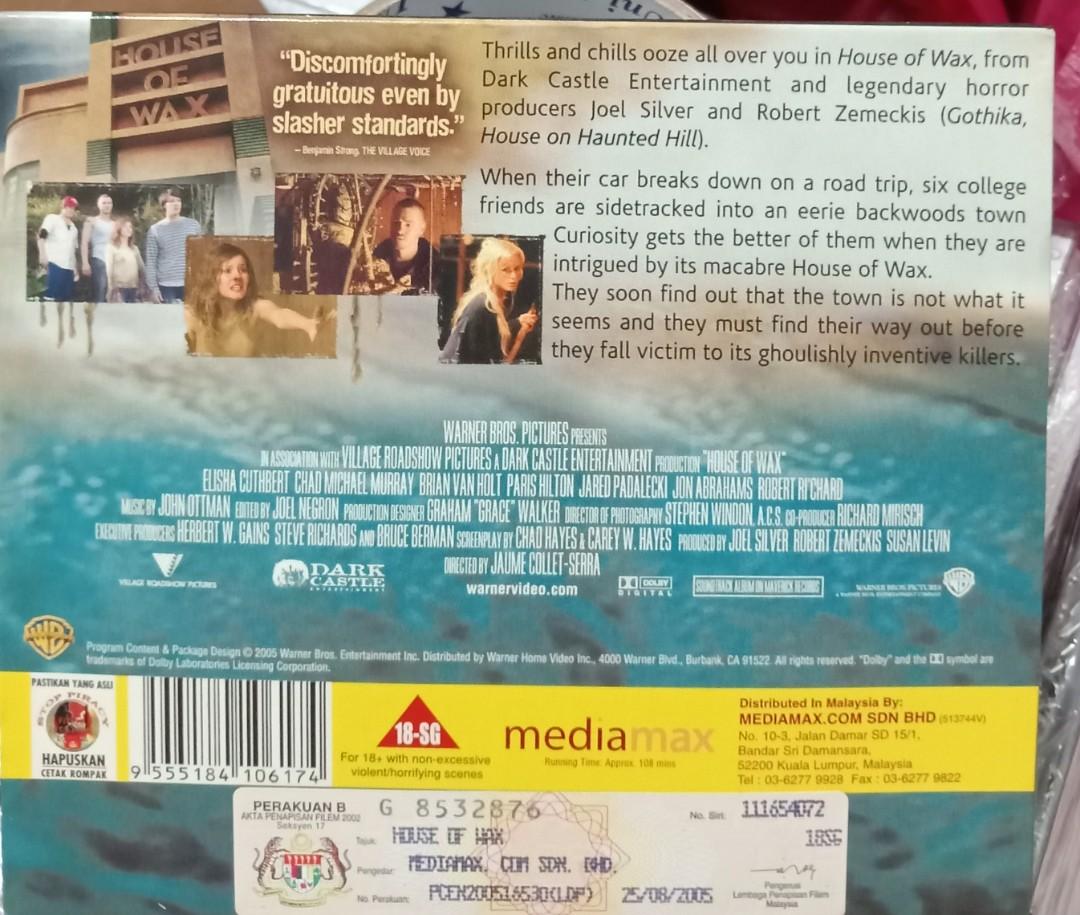 HOUSE
OF
WAX
“Discomfortingly
gratuitous even by
slasher standards.”
– Benjamin Strong, THE VILLAGE VOICE
Thrills and chills ooze all over you in House of Wax, from
Dark Castle Entertainment and legendary horror
producers Joel Silver and Robert Zemeckis (Gothika,
House on Haunted Hill).
When their car breaks down on a road trip, six college
friends are sidetracked into an eerie backwoods town
Curiosity gets the better of them when they are
intrigued by its macabre House of Wax.
They soon find out that the town is not what it
seems and they must find their way out before
they fall victim to its ghoulishly inventive killers.
WARNER BROS. PICTURES PRESENTS
IN ASSOCIATION WITH VILLAGE ROADSHOW PICTURES A DARK CASTLE ENTERTAINMENT PRODUCTION "HOUSE OF WAX"
ELISHA CUTHBERT CHAD MICHAEL MURRAY BRIAN VAN HOLT PARIS HILTON JARED PADALECKI JON ABRAHAMS ROBERT RI'CHARD
MUSIC BY JOHN OTTMAN EDITED BY JOEL NEGRON PRODUCTION DESIGNER GRAHAM "GRACE" WALKER DIRECTOR OF PHOTOGRAPHY STEPHEN WINDON, A.C.S. CO-PRODUCER RICHARD MIRISCH
EXECUTIVE PRODUCERS HERBERT W. GAINS STEVE RICHARDS AND BRUCE BERMAN SCREENPLAY BY CHAD HAYES & CAREY W. HAYES PRODUCED BY JOEL SILVER ROBERT ZEMECKIS SUSAN LEVIN
DIRECTED BY JAUME COLLET-SERRA
VILLAGE ROADSHOW PICTURES
DARK
CASTLE
ENTERTAINMENT
warnervideo.com
DOLBY
DIGITAL
SOUNDTRACK ALBUM ON MAVERICK RECORDS
WARNER BROS. PICTURES
WB
Program Content & Package Design © 2005 Warner Bros. Entertainment Inc. Distributed by Warner Home Video Inc., 4000 Warner Blvd., Burbank, CA 91522. All rights reserved. "Dolby" and the symbol are
trademarks of Dolby Laboratories Licensing Corporation.
PASTIKAN YANG ASLI
STOP PIRACY
HAPUSKAN
CETAK ROMPAK
9 555184 106174
18-SG
For 18+ with non-excessive
violent/horrifying scenes
mediamax
Running Time: Approx. 108 mins
Distributed In Malaysia By:
MEDIAMAX.COM SDN BHD (513744V)
No. 10-3, Jalan Damar SD 15/1,
Bandar Sri Damansara,
52200 Kuala Lumpur, Malaysia
Tel : 03-6277 9928 Fax : 03-6277 9822
PERAKUAN B
AKTA PENAPISAN FILEM 2002
Seksyen 17
G 8532876
No. Siri: 111654072
Tajuk: HOUSE OF WAX
18SG
Pengedar: MEDIAMAX. COM SDN. BHD.
No. Perakuan: PCEK200516530(LDP) 25/08/2005
Pengerusi
Lembaga Penapisan Filem
Malaysia